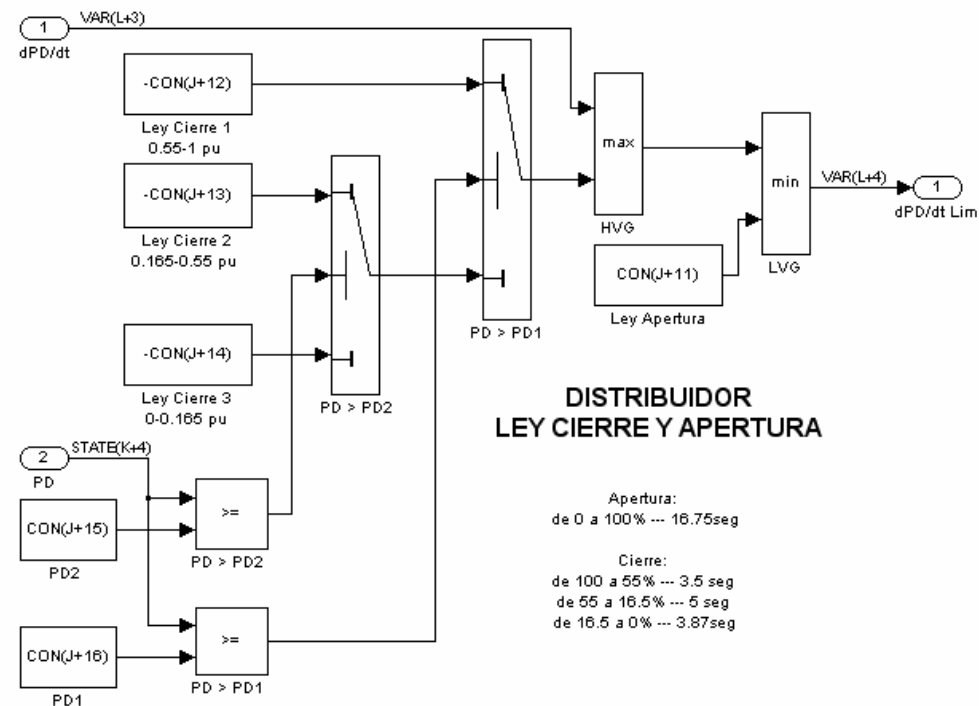 1
VAR(L+3)
dPD/dt
-CON(J+12)
Ley Cierre 1
0.55-1 pu
-CON(J+13)
Ley Cierre 2
0.165-0.55 pu
-CON(J+14)
Ley Cierre 3
0-0.165 pu
PD > PD2
PD > PD1
max
HVG
CON(J+11)
Ley Apertura
min
LVG
VAR(L+4)
1
dPD/dt Lim
DISTRIBUIDOR
LEY CIERRE Y APERTURA
2
STATE(K+4)
PD
CON(J+15)
PD2
>=
PD > PD2
CON(J+16)
PD1
>=
PD > PD1
Apertura:
de 0 a 100% --- 16.75seg
Cierre:
de 100 a 55% --- 3.5 seg
de 55 a 16.5% --- 5 seg
de 16.5 a 0% --- 3.87seg